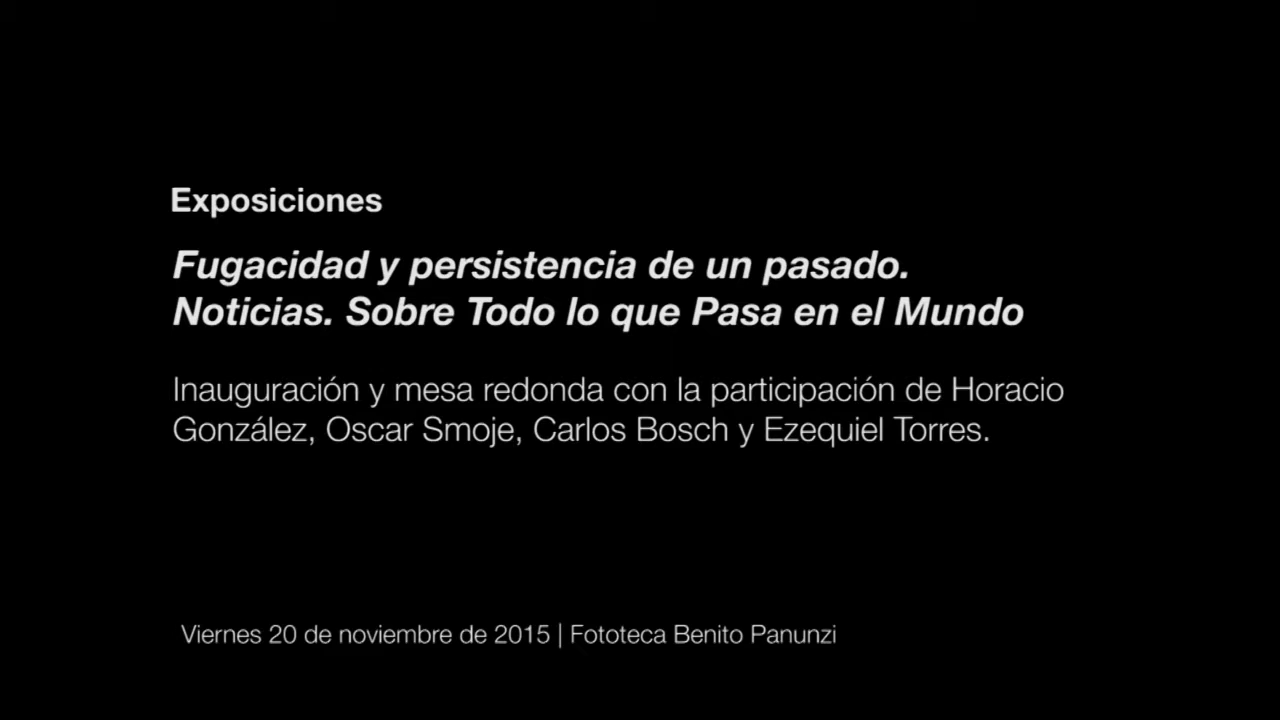 Exposiciones
Fugacidad y persistencia de un pasado.
Noticias. Sobre Todo lo que Pasa en el Mundo
Inauguración y mesa redonda con la participación de Horacio
González, Oscar Smoje, Carlos Bosch y Ezequiel Torres.
Viernes 20 de noviembre de 2015 | Fototeca Benito Panunzi